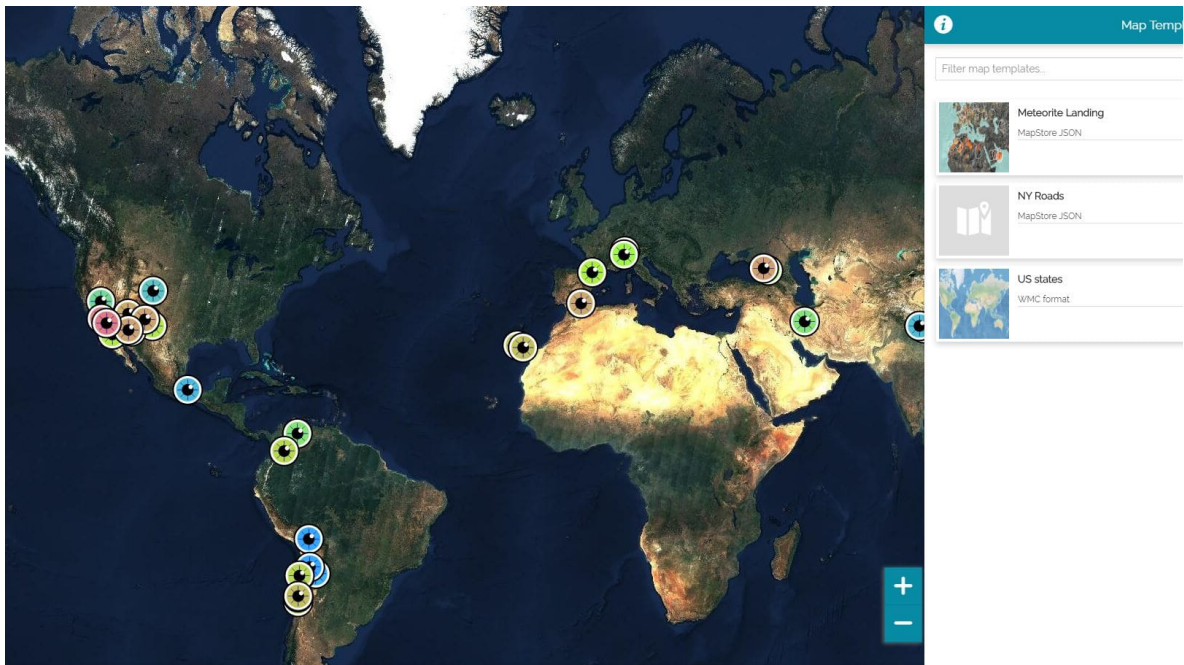 Map Templ
Filter map templates...
Meteorite Landing
MapStore JSON
NY Roads
MapStore JSON
US states
WMC format